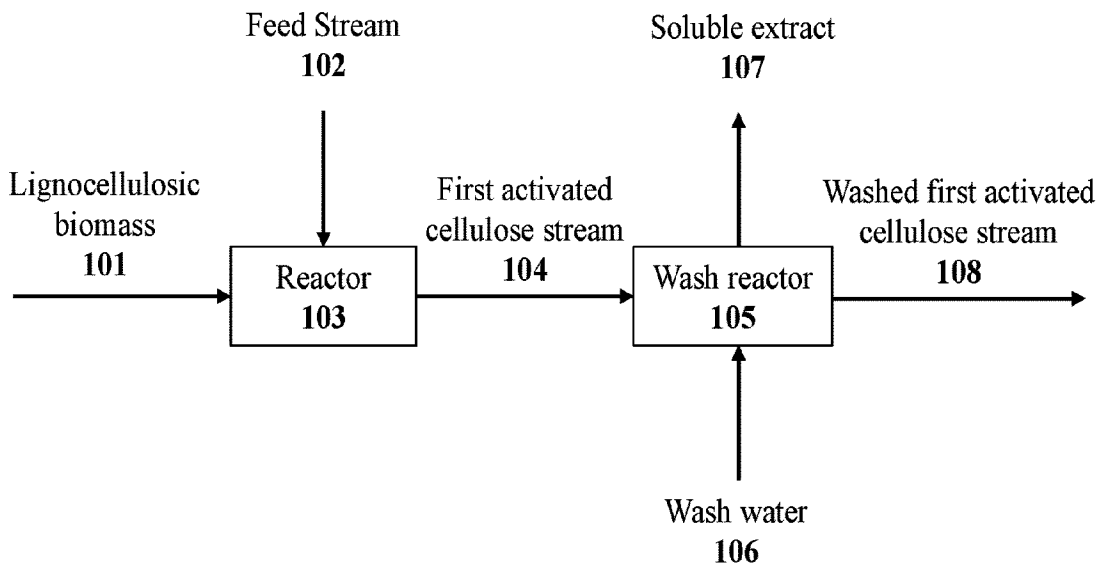 Feed Stream
102
Soluble extract
107
Lignocellulosic
biomass
101
First activated
cellulose stream
104
Washed first activated
cellulose stream
108
Reactor
103
Wash reactor
105
Wash water
106